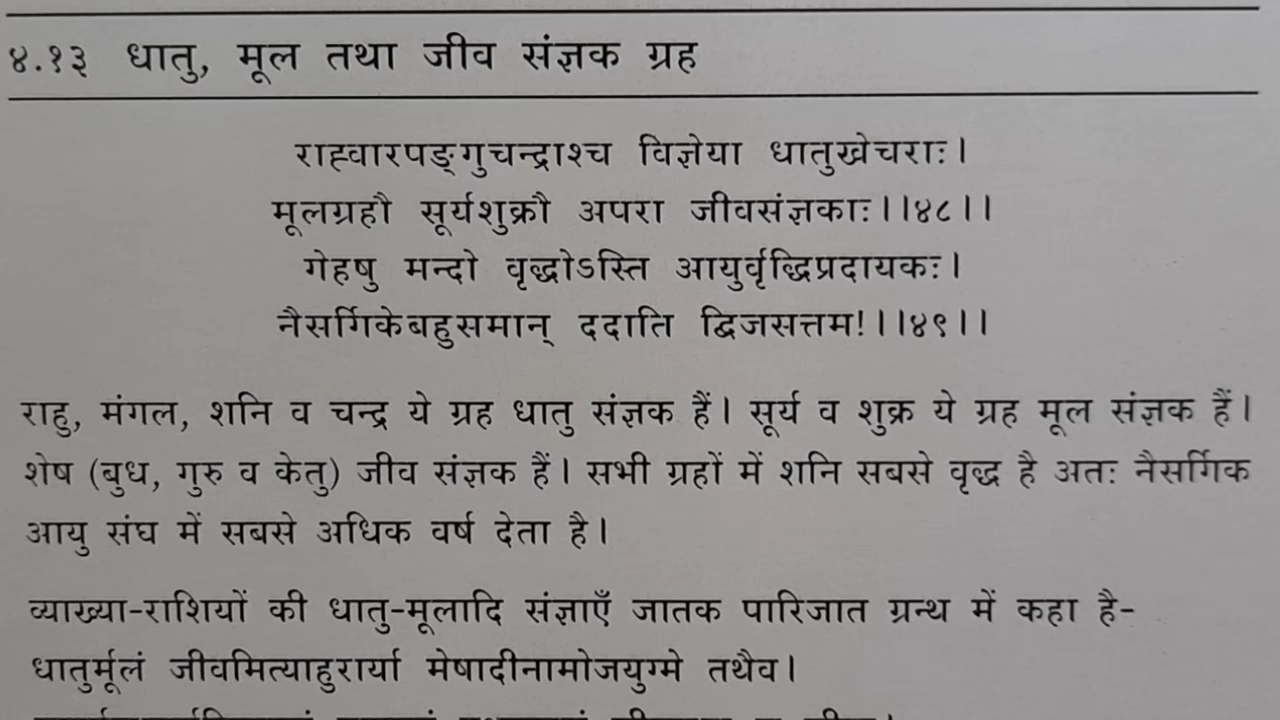 ४.१३ धातु, मूल तथा जीव संज्ञक ग्रह
राह्वारपङ्गुचन्द्राश्च विज्ञेया धातुखेचराः।
मूलग्रहौ सूर्यशुक्रौ अपरा जीवसंज्ञकाः।।४८।।
गेहषु मन्दो वृद्धोऽस्ति आयुर्वृद्धिप्रदायकः।
नैसर्गिकेबहुसमान् ददाति द्विजसत्तम!।।४९।।
राहु, मंगल, शनि व चन्द्र ये ग्रह धातु संज्ञक हैं। सूर्य व शुक्र ये ग्रह मूल संज्ञक हैं।
शेष (बुध, गुरु व केतु) जीव संज्ञक हैं। सभी ग्रहों में शनि सबसे वृद्ध है अतः नैसर्गिक
आयु संघ में सबसे अधिक वर्ष देता है।
व्याख्या-राशियों की धातु-मूलादि संज्ञाएँ जातक पारिजात ग्रन्थ में कहा है-
धातुर्मूलं जीवमित्याहुरार्या मेषादीनामोजयुग्मे तथैव।